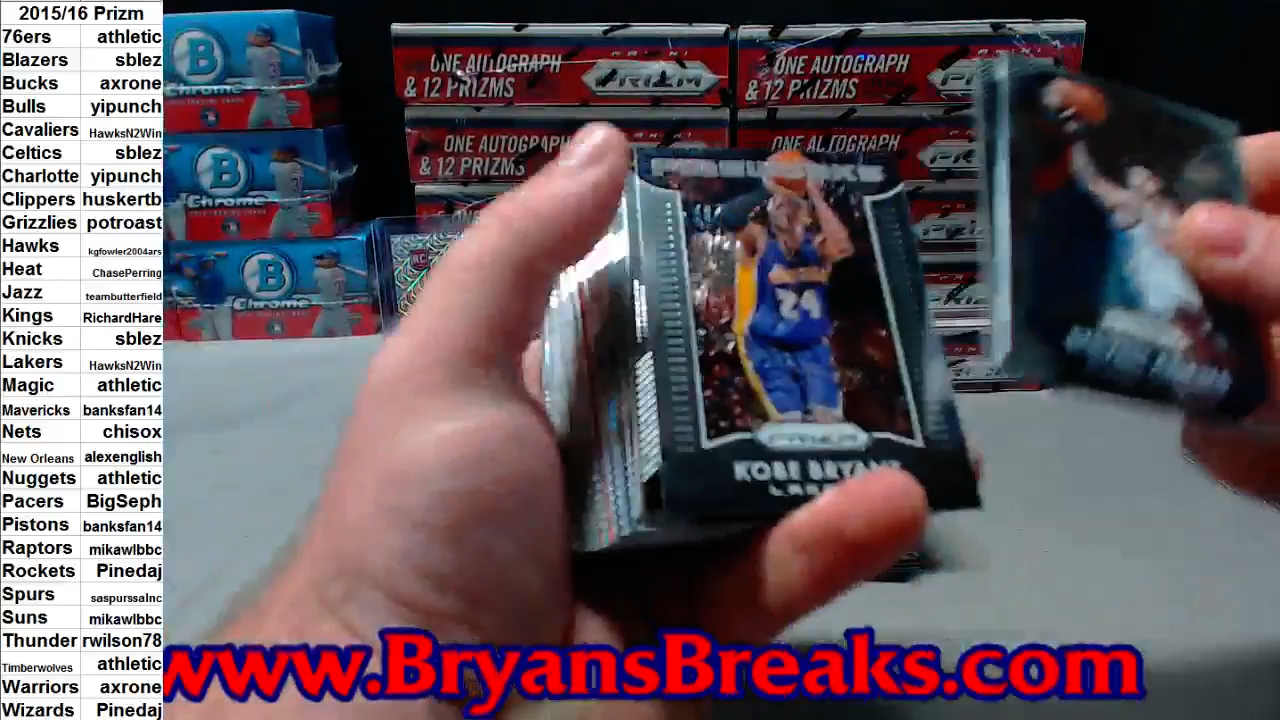 2015/16 Prizm
76ers athletic
Blazers sblez
Bucks axrone
Bulls yipunch
Cavaliers HawksN2Win
Celtics sblez
Charlotte yipunch
Clippers huskertb
Grizzlies potroast
Hawks kgfowler2004ars
Heat ChasePerring
Jazz teambutterfield
Kings RichardHare
Knicks sblez
Lakers HawksN2Win
Magic athletic
Mavericks banksfan14
Nets chisox
New Orleans alexenglish
Nuggets athletic
Pacers BigSeph
Pistons banksfan14
Raptors mikawlbbc
Rockets Pinedaj
Spurs saspurssalnc
Suns mikawlbbc
Thunder rwilson78
Timberwolves athletic
Warriors axrone
Wizards Pinedaj
B
Chrome
B
Chrome
B
Chrome
ONE AUTOGRAPH
& 12 PRIZMS
PRIZM
ONE AUTOGRAPH
& 12 PRIZMS
ONE AUTOGRAPH
& 12 PRIZMS
ONE AUTOGRAPH
RC
FIREWORKS
24
PRIZM
KOBE BRYANT
www.BryansBreaks.com